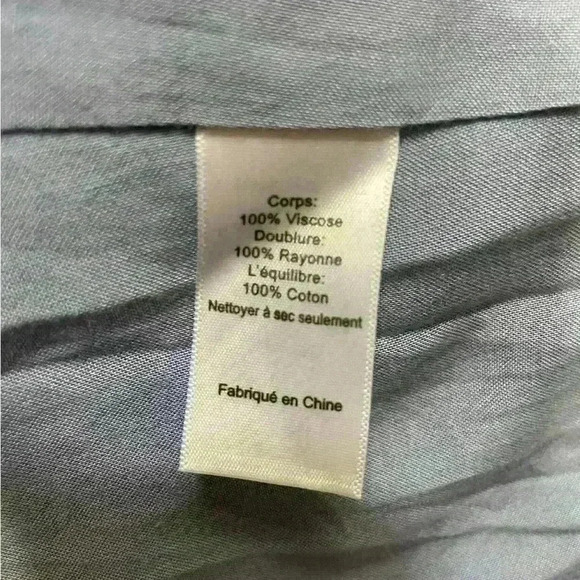 Corps:
100% Viscose
Doublure:
100% Rayonne
L'équilibre:
100% Coton
Nettoyer à sec seulement
Fabriqué en Chine